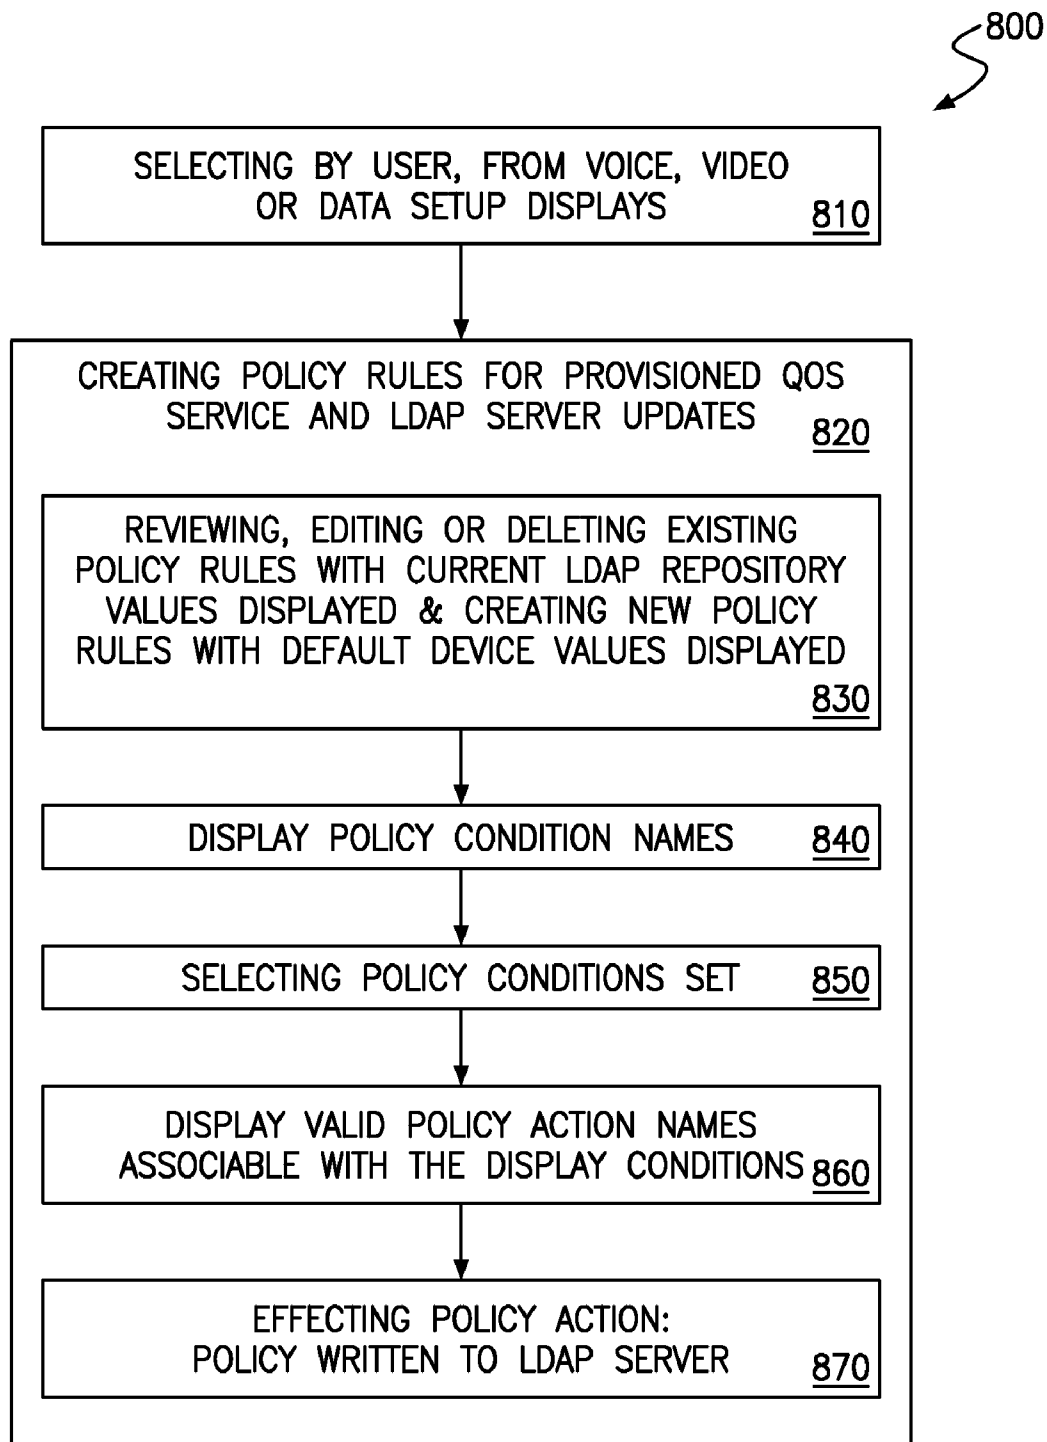 800
SELECTING BY USER, FROM VOICE, VIDEO
OR DATA SETUP DISPLAYS
810
CREATING POLICY RULES FOR PROVISIONED QOS
SERVICE AND LDAP SERVER UPDATES
820
REVIEWING, EDITING OR DELETING EXISTING
POLICY RULES WITH CURRENT LDAP REPOSITORY
VALUES DISPLAYED & CREATING NEW POLICY
RULES WITH DEFAULT DEVICE VALUES DISPLAYED
830
DISPLAY POLICY CONDITION NAMES 840
SELECTING POLICY CONDITIONS SET 850
DISPLAY VALID POLICY ACTION NAMES
ASSOCIABLE WITH THE DISPLAY CONDITIONS 860
EFFECTING POLICY ACTION:
POLICY WRITTEN TO LDAP SERVER 870